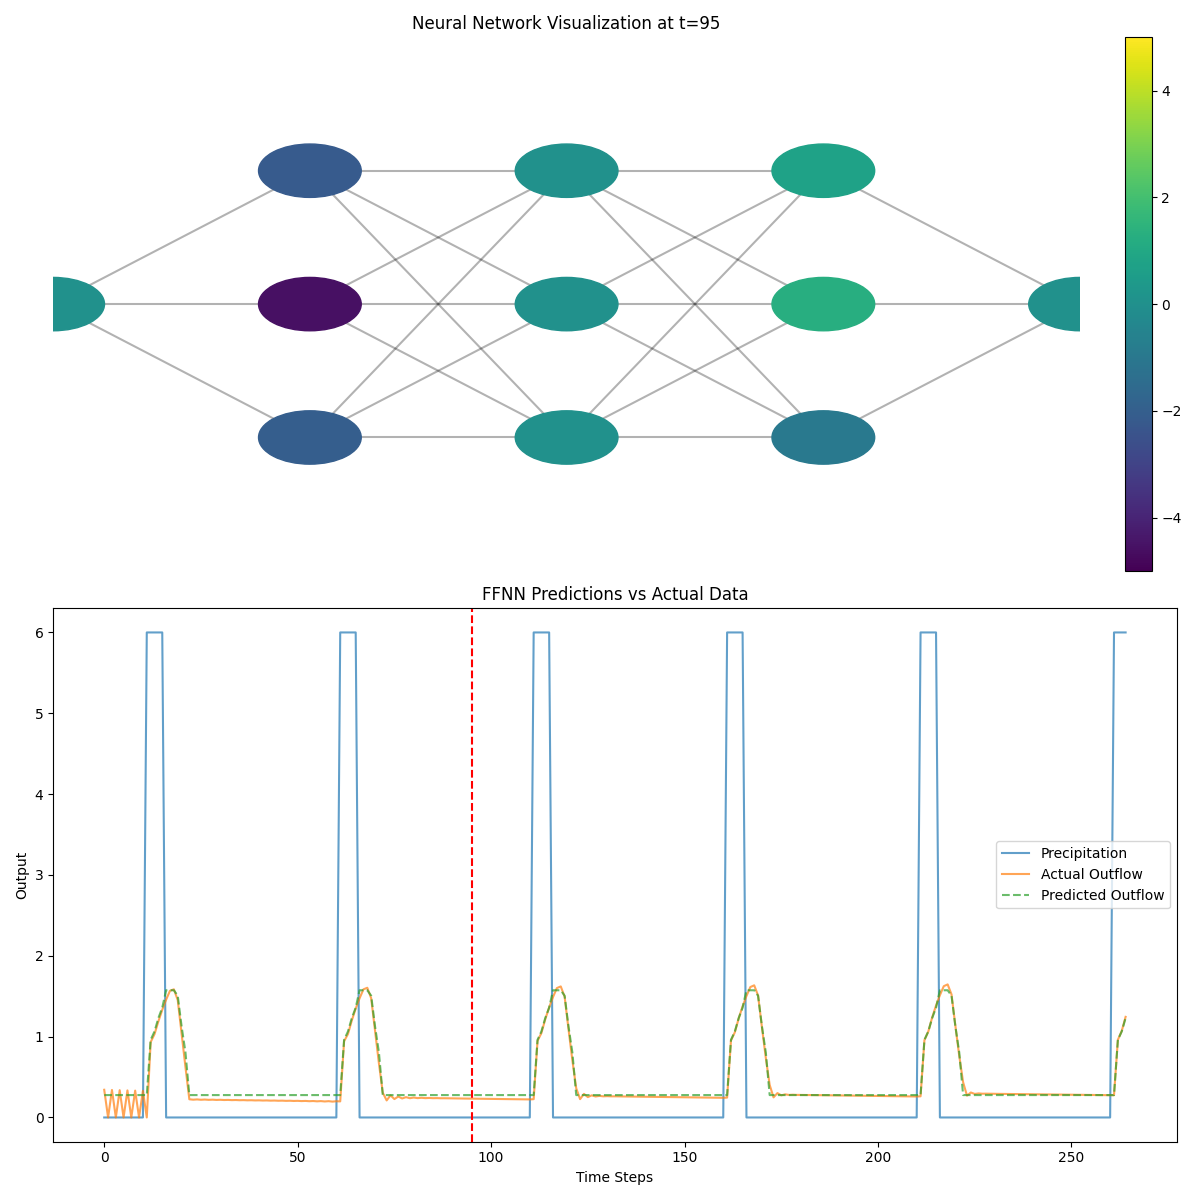 Neural Network Visualization at t=95
4
2
0
−2
−4
FFNN Predictions vs Actual Data
6
5
4
3
2
1
0
Output
Precipitation
Actual Outflow
Predicted Outflow
0 50 100 150 200 250
Time Steps